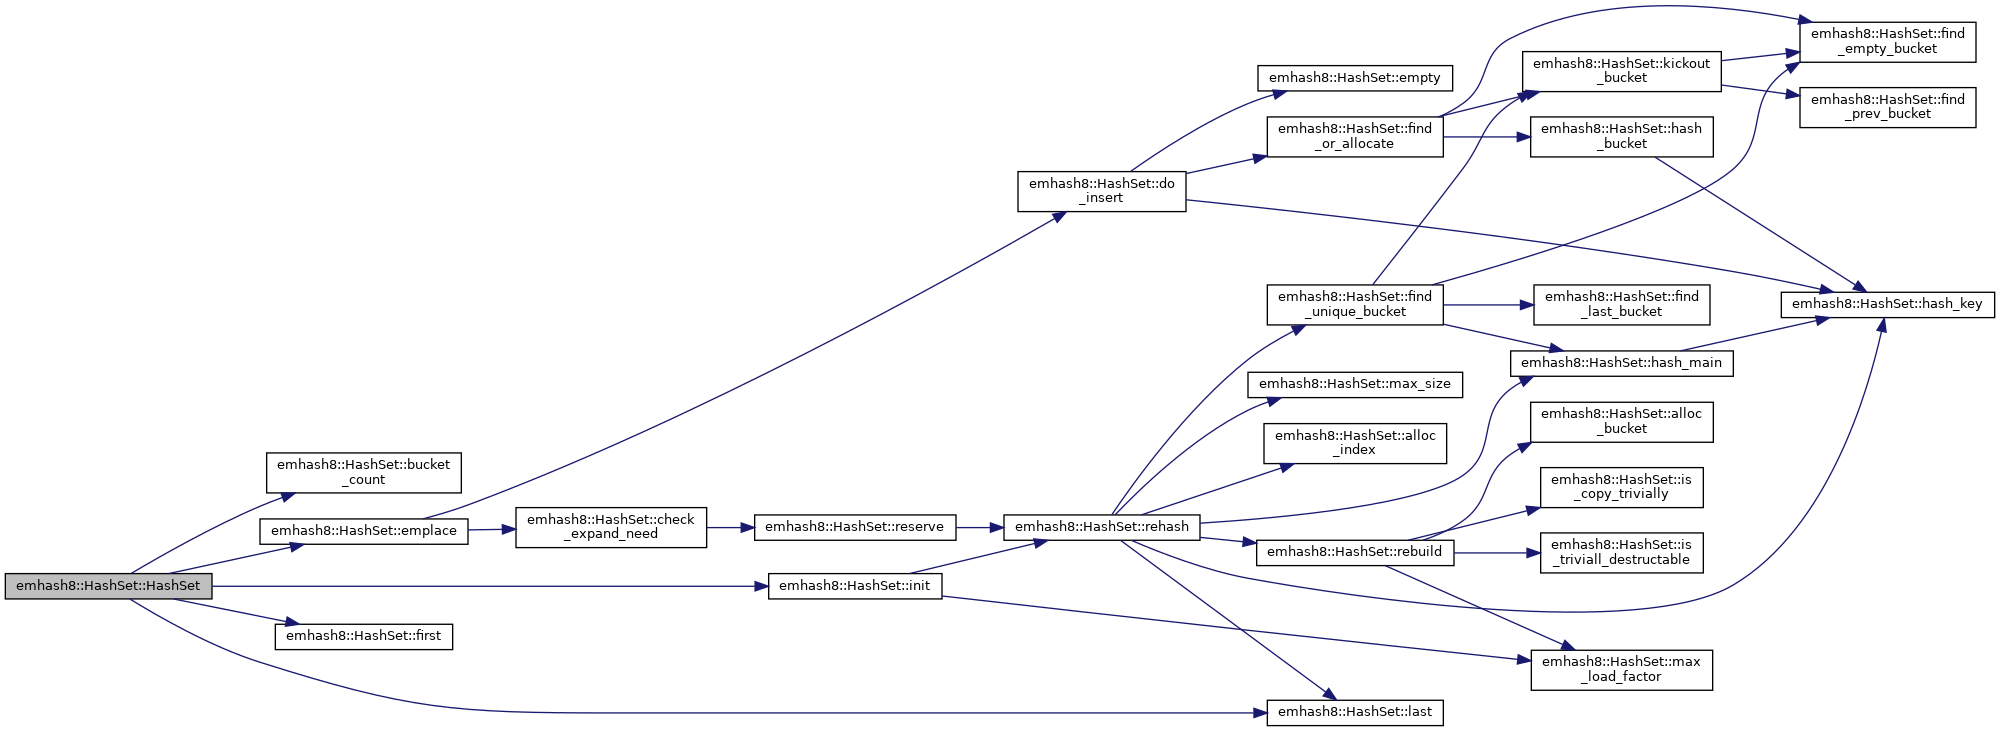 emhash8::HashSet::find
_empty_bucket
emhash8::HashSet::kickout
_bucket
emhash8::HashSet::empty
emhash8::HashSet::find
_prev_bucket
emhash8::HashSet::find
_or_allocate
emhash8::HashSet::hash
_bucket
emhash8::HashSet::do
_insert
emhash8::HashSet::find
_unique_bucket
emhash8::HashSet::find
_last_bucket
emhash8::HashSet::hash_key
emhash8::HashSet::hash_main
emhash8::HashSet::max_size
emhash8::HashSet::alloc
_bucket
emhash8::HashSet::alloc
_index
emhash8::HashSet::bucket
_count
emhash8::HashSet::is
_copy_trivially
emhash8::HashSet::emplace
emhash8::HashSet::check
_expand_need
emhash8::HashSet::reserve
emhash8::HashSet::rehash
emhash8::HashSet::rebuild
emhash8::HashSet::is
_triviall_destructable
emhash8::HashSet::HashSet
emhash8::HashSet::init
emhash8::HashSet::first
emhash8::HashSet::max
_load_factor
emhash8::HashSet::last